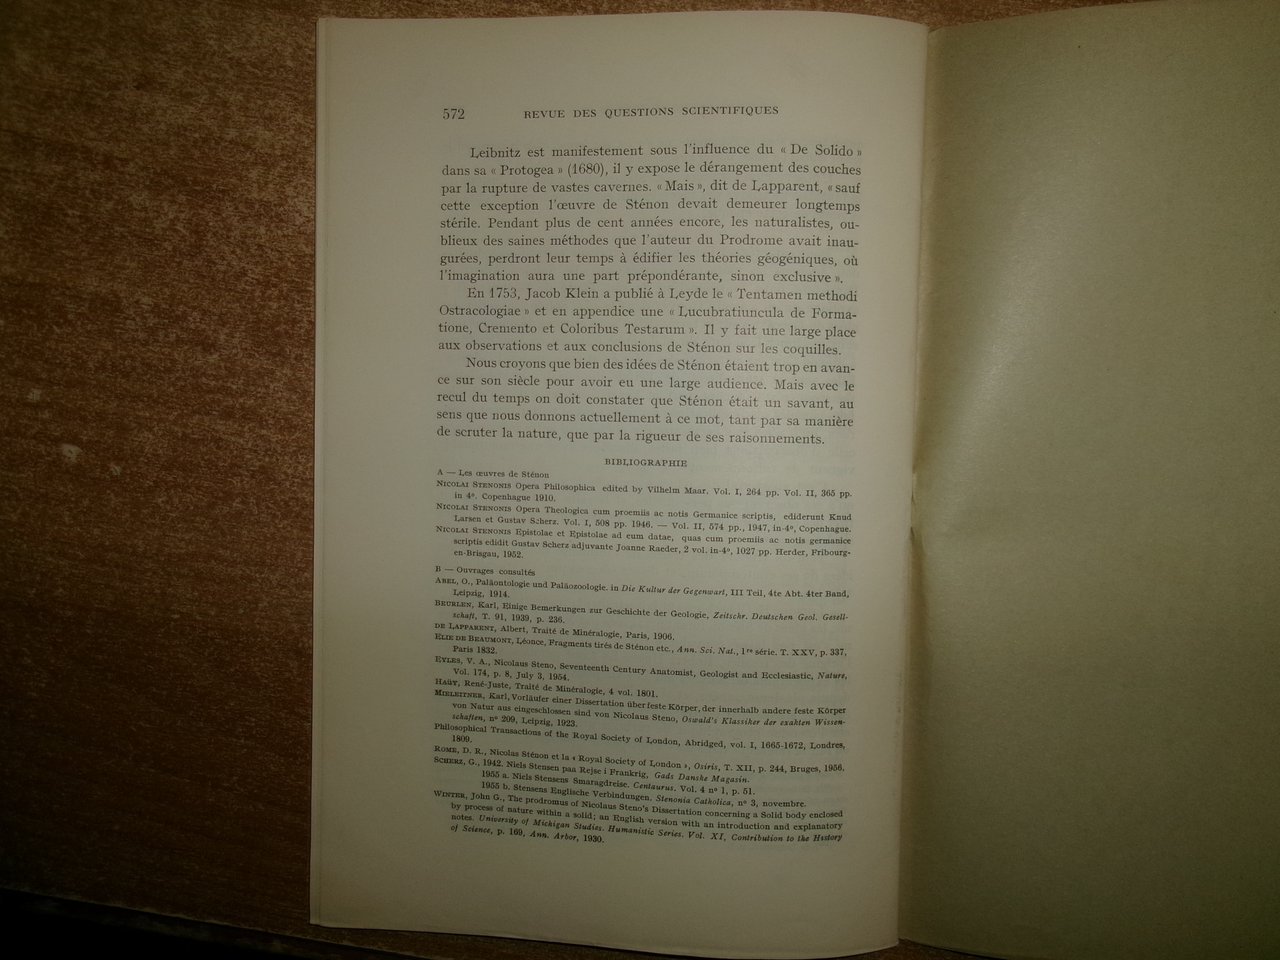 572 REVUE DES QUESTIONS SCIENTIFIQUES
Leibnitz est manifestement sous l'influence du « De Solido »
dans sa « Protogea » (1680), il y expose le dérangement des couches
par la rupture de vastes cavernes. « Mais », dit de Lapparent, « sauf
cette exception l'œuvre de Sténon devait demeurer longtemps
stérile. Pendant plus de cent années encore, les naturalistes, ou-
blieux des saines méthodes que l'auteur du Prodrome avait inau-
gurées, perdront leur temps à édifier les théories géogéniques, où
l'imagination aura une part prépondérante, sinon exclusive ».
En 1753, Jacob Klein a publié à Leyde le « Tentamen methodi
Ostracologiae » et en appendice une « Lucubratiuncula de Forma-
tione, Cremento et Coloribus Testarum ». Il y fait une large place
aux observations et aux conclusions de Sténon sur les coquilles.
Nous croyons que bien des idées de Sténon étaient trop en avan-
ce sur son siècle pour avoir eu une large audience. Mais avec le
recul du temps on doit constater que Sténon était un savant, au
sens que nous donnons actuellement à ce mot, tant par sa manière
de scruter la nature, que par la rigueur de ses raisonnements.
BIBLIOGRAPHIE
A — Les œuvres de Sténon
NICOLAI STENONIS Opera Philosophica edited by Vilhelm Maar. Vol. I, 264 pp. Vol. II, 365 pp.
in 4º. Copenhague 1910.
NICOLAI STENONIS Opera Theologica cum proemiis ac notis Germanice scriptis, ediderunt Knud
Larsen et Gustav Scherz. Vol. I, 508 pp. 1946. — Vol. II, 574 pp., 1947, in-4º, Copenhague.
NICOLAI STENONIS Epistolae et Epistolae ad eum datae, quas cum proemiis ac notis germanice
scriptis edidit Gustav Scherz adjuvante Joanne Raeder, 2 vol. in-4º, 1027 pp. Herder, Fribourg-
en-Brisgau, 1952.
B — Ouvrages consultés
ABEL, O., Paläontologie und Paläozoologie. in Die Kultur der Gegenwart, III Teil, 4te Abt. 4ter Band,
Leipzig, 1914.
BEURLEN, Karl, Einige Bemerkungen zur Geschichte der Geologie, Zeitschr. Deutschen Geol. Gesell-
schaft, T. 91, 1939, p. 236.
DE LAPPARENT, Albert, Traité de Minéralogie, Paris, 1906.
ELIE DE BEAUMONT, Léonce, Fragments tirés de Sténon etc., Ann. Sci. Nat., 1re série. T. XXV, p. 337,
Paris 1832.
EYLES, V. A., Nicolaus Steno, Seventeenth Century Anatomist, Geologist and Ecclesiastic, Nature,
Vol. 174, p. 8, July 3, 1954.
HAÜY, René-Juste, Traité de Minéralogie, 4 vol. 1801.
MIELEITNER, Karl, Vorläufer einer Dissertation über feste Körper, der innerhalb andere feste Körper
von Natur aus eingeschlossen sind von Nicolaus Steno, Oswald's Klassiker der exakten Wissen-
schaften, nº 209, Leipzig, 1923.
Philosophical Transactions of the Royal Society of London, Abridged, vol. I, 1665-1672, Londres,
1809.
ROME, D. R., Nicolas Sténon et la « Royal Society of London », Osiris, T. XII, p. 244, Bruges, 1956.
SCHERZ, G., 1942. Niels Stensen paa Rejse i Frankrig, Gads Danske Magasin.
1955 a. Niels Stensens Smaragdreise. Centaurus. Vol. 4 nº 1, p. 51.
1955 b. Stensens Englische Verbindungen. Stenonia Catholica, nº 3, novembre.
WINTER, John G., The prodromus of Nicolaus Steno's Dissertation concerning a Solid body enclosed
by process of nature within a solid; an English version with an introduction and explanatory
notes. University of Michigan Studies. Humanistic Series. Vol. XI, Contribution to the History
of Science, p. 169, Ann. Arbor, 1930.